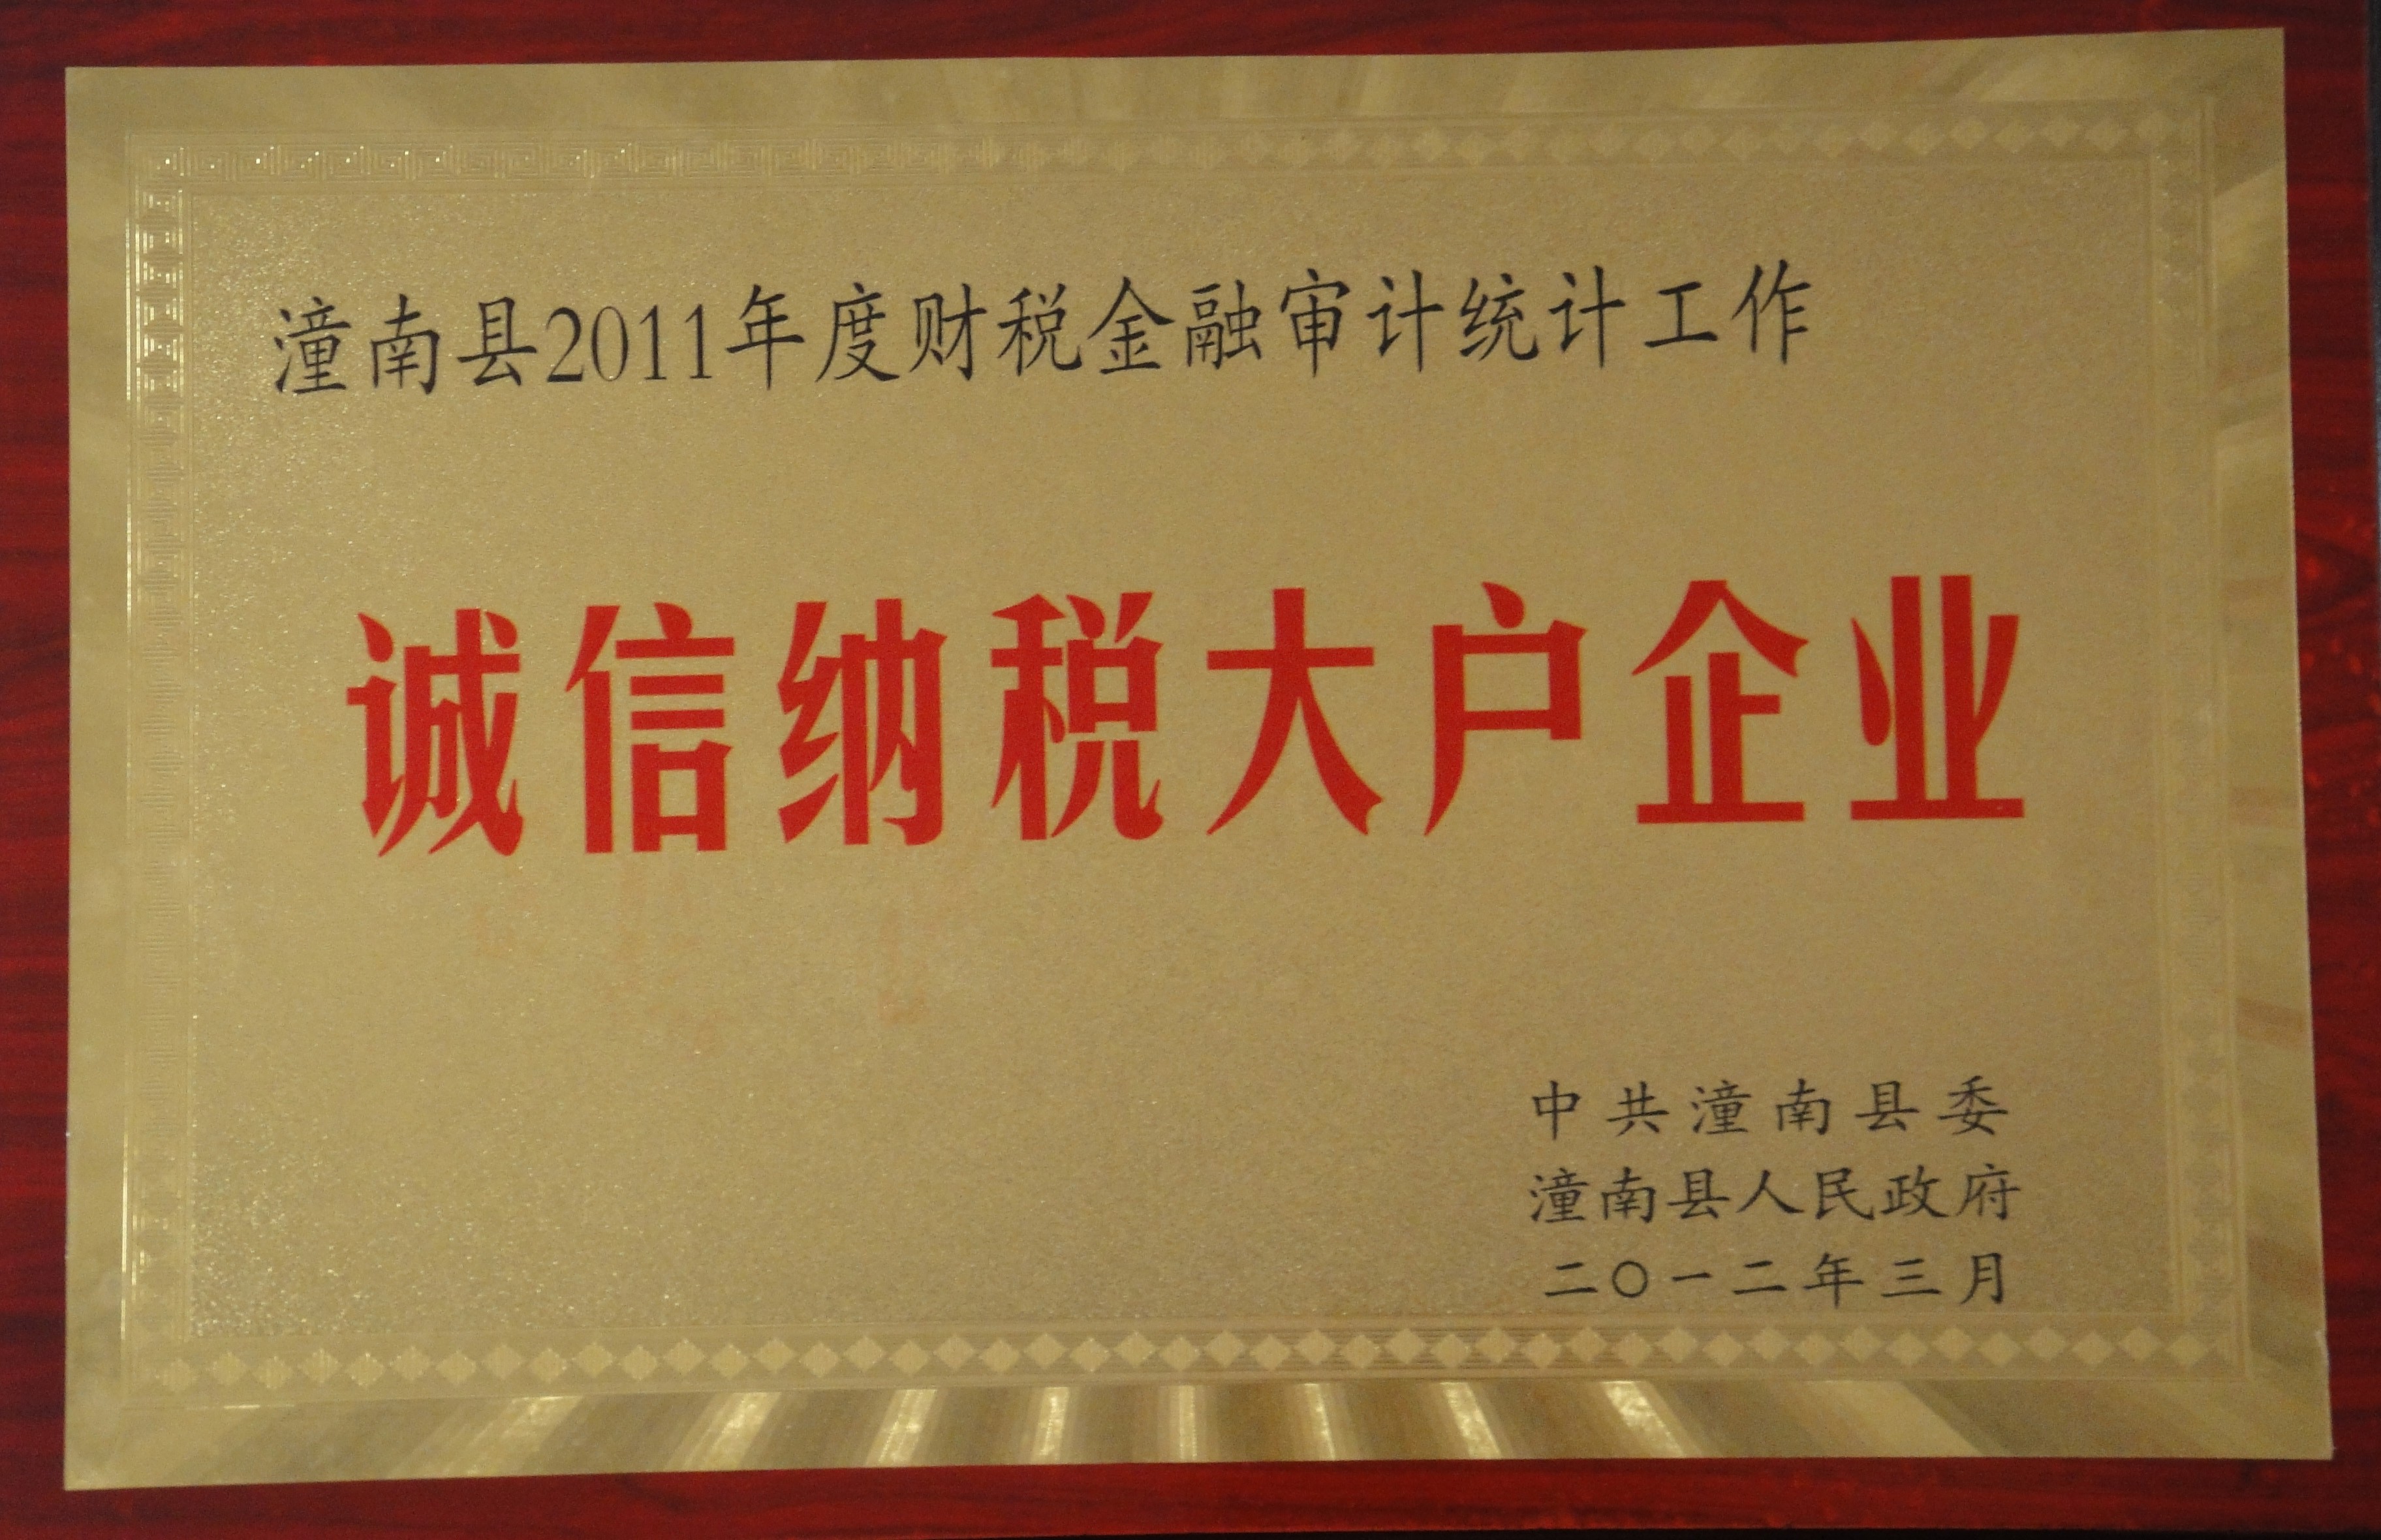 潼南县2011年度财税金融审计统计工作
诚信纳税大户企业
中共潼南县委
潼南县人民政府
二〇一二年三月